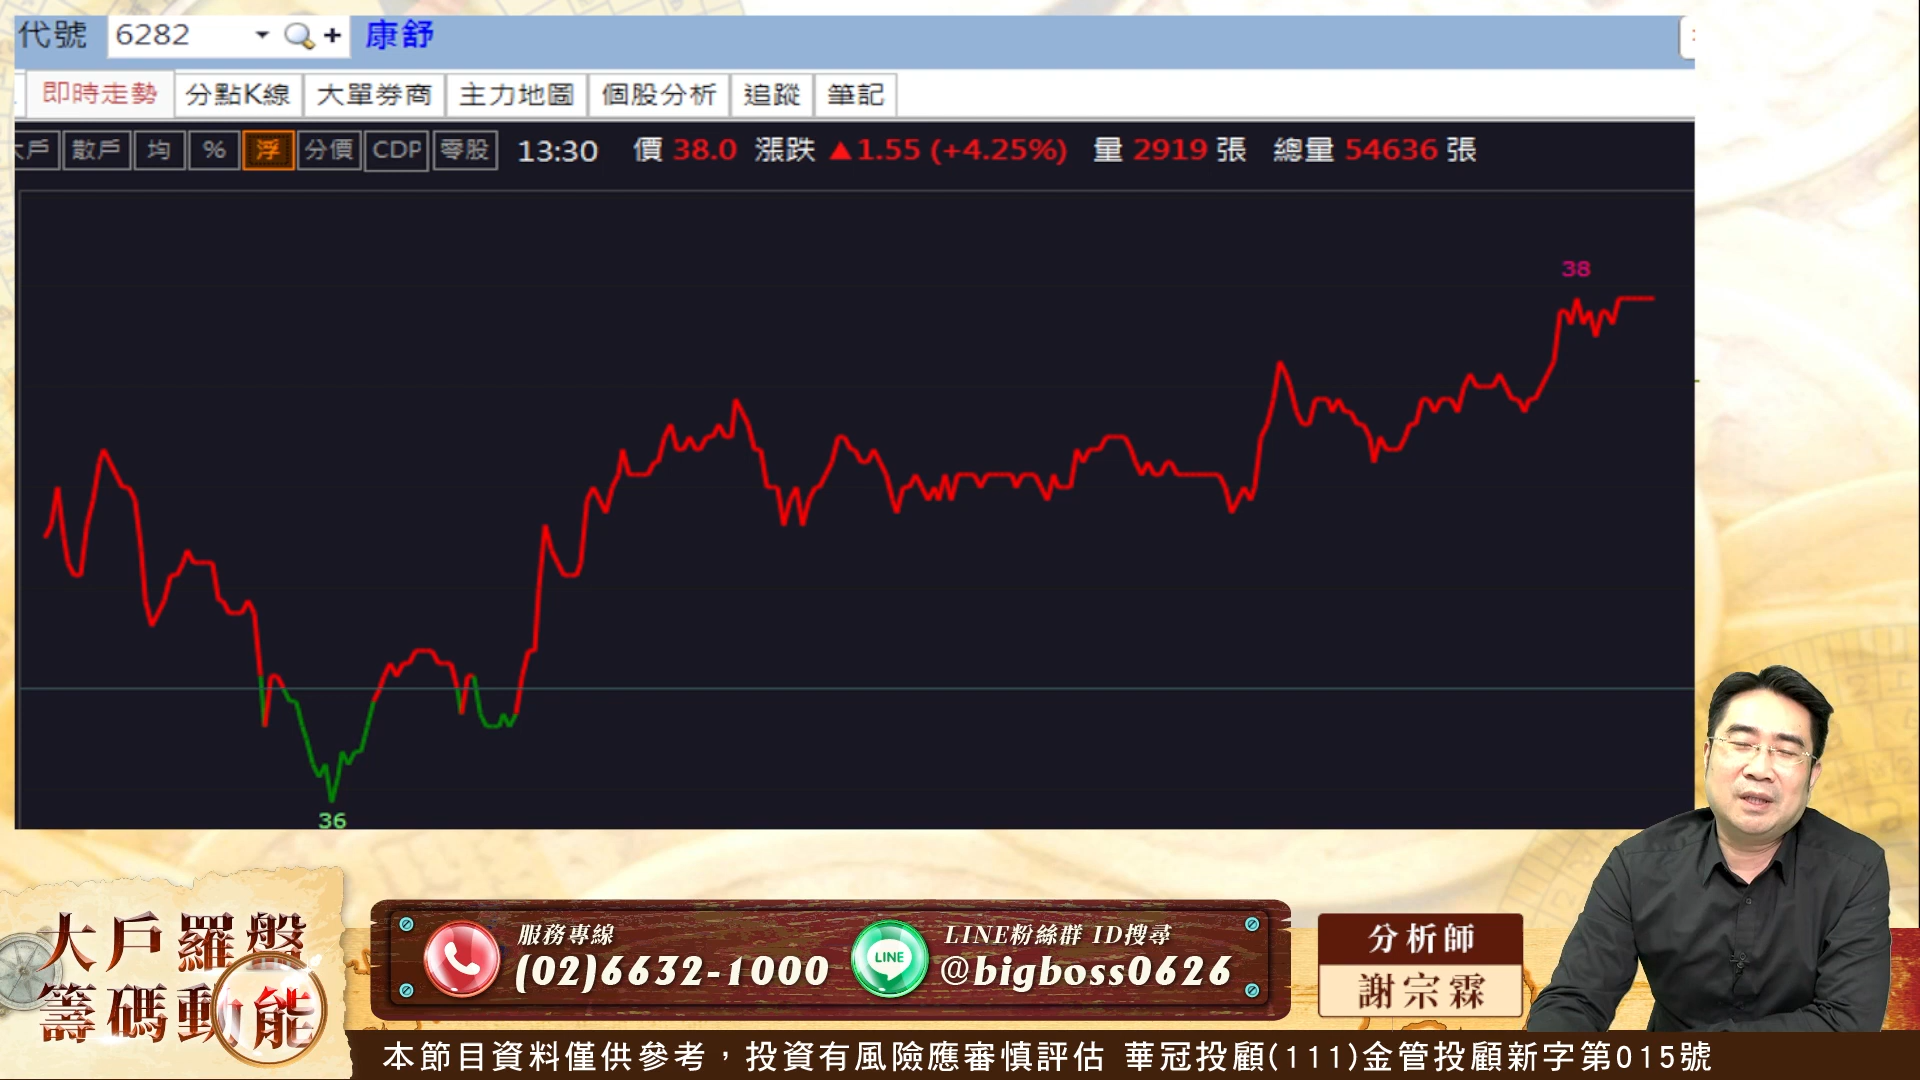 代號 6282 康舒
即時走勢 分點K線 大單券商 主力地圖 個股分析 追蹤 筆記
大戶 散戶 均 % 浮 分價 CDP 零股 13:30 價 38.0 漲跌 ▲1.55 (+4.25%) 量 2919 張 總量 54636 張
38
36
大戶羅盤
籌碼動能
服務專線
(02)6632-1000
LINE
LINE粉絲群 ID搜尋
@bigboss0626
分析師
謝宗霖
本節目資料僅供參考，投資有風險應審慎評估 華冠投顧(111)金管投顧新字第015號